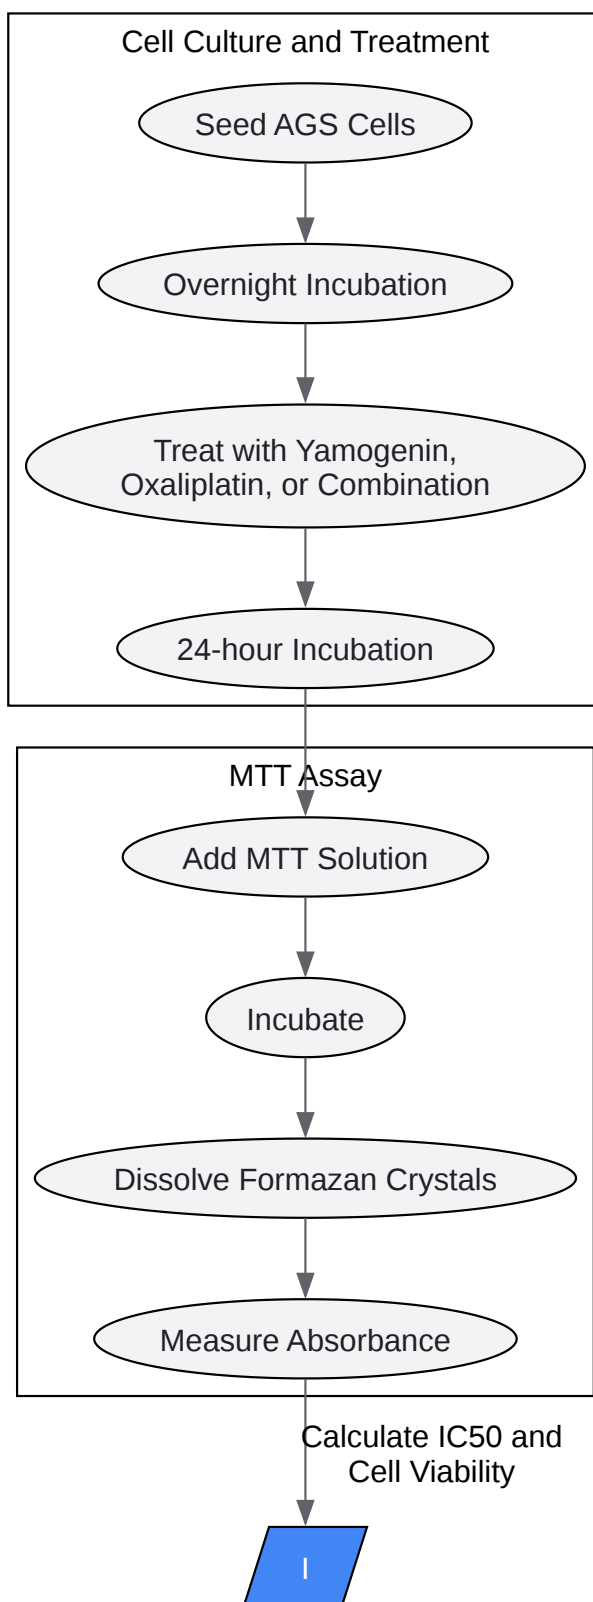 Cell Culture and Treatment
Seed AGS Cells
Overnight Incubation
Treat with Yamogenin,
Oxaliplatin, or Combination
24-hour Incubation
MTT Assay
Add MTT Solution
Incubate
Dissolve Formazan Crystals
Measure Absorbance
Calculate IC50 and
Cell Viability
I